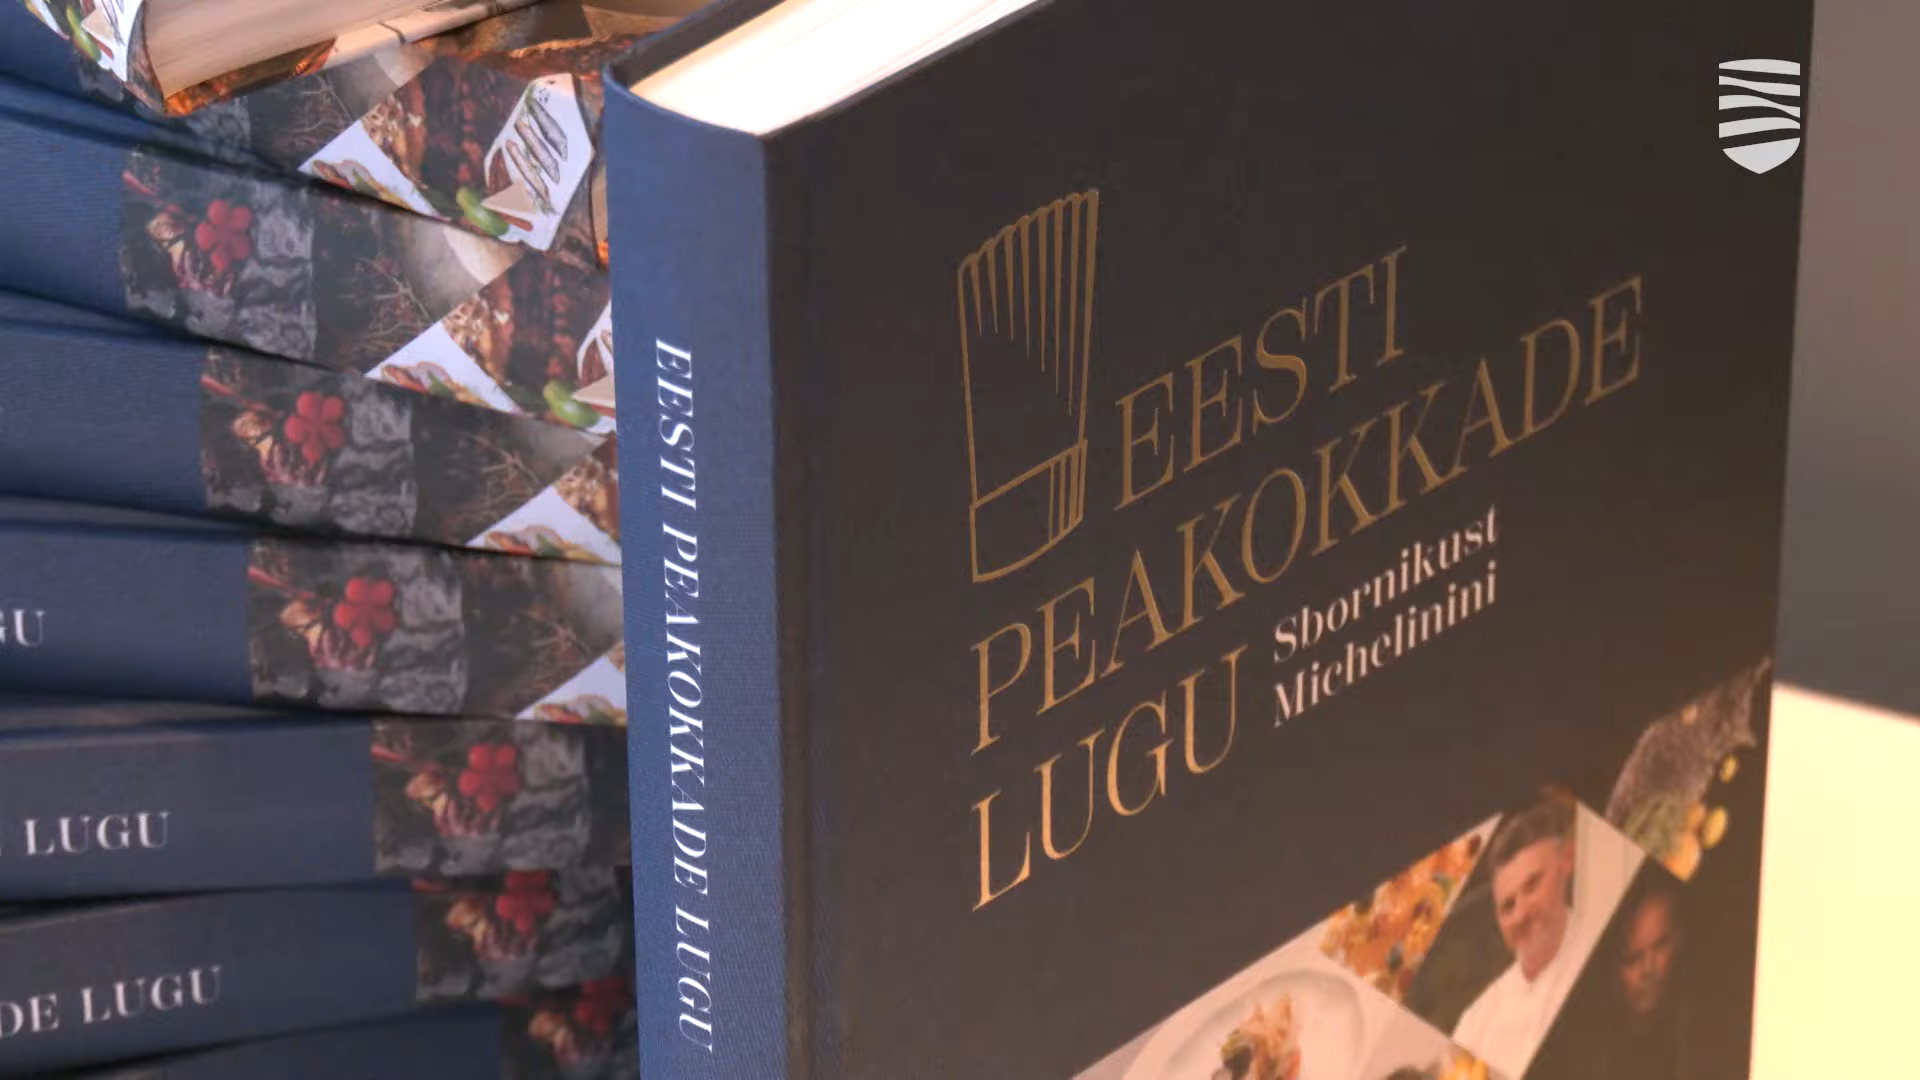 EESTI
PEAKOKKADE
LUGU
Sbornikust
Michelinini
EESTI PEAKOKKADE LUGU
GU
LUGU
DE LUGU